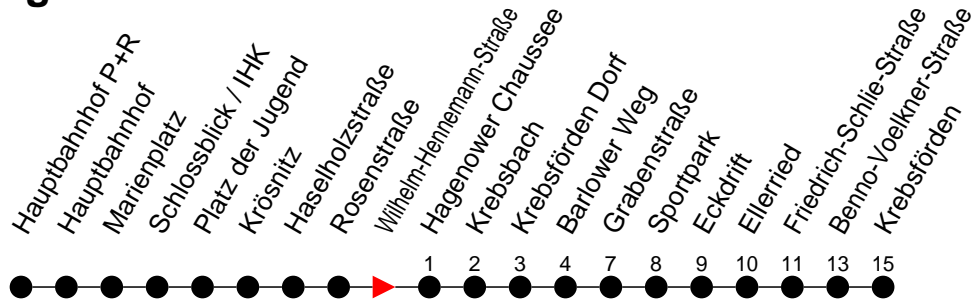 g
Hauptbahnhof P+R
Hauptbahnhof
Marienplatz
Schlossblick / IHK
Platz der Jugend
Krösnitz
Haselholzstraße
Rosenstraße
Wilhelm-Hennemann-Straße
Hagenower Chaussee
Krebsbach
Krebsförden Dorf
Barlower Weg
Grabenstraße
Sportpark
Eckdrift
Ellerried
Friedrich-Schlie-Straße
Benno-Voelkner-Straße
Krebsförden
1 2 3 4 7 8 9 10 11 13 15